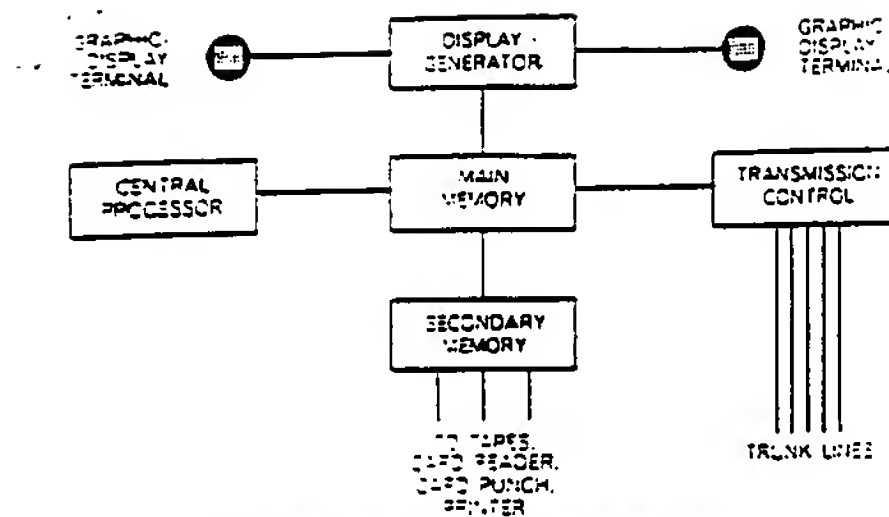 GRAPHIC-
DISPLAY
TERMINAL
DISPLAY -
GENERATOR
GRAPHIC
DISPLAY
TERMINAL
CENTRAL
PROCESSOR
MAIN
MEMORY
TRANSMISSION
CONTROL
SECONDARY
MEMORY
TO TAPES,
CARD READER,
CARD PUNCH,
PRINTER
TRUNK LINES